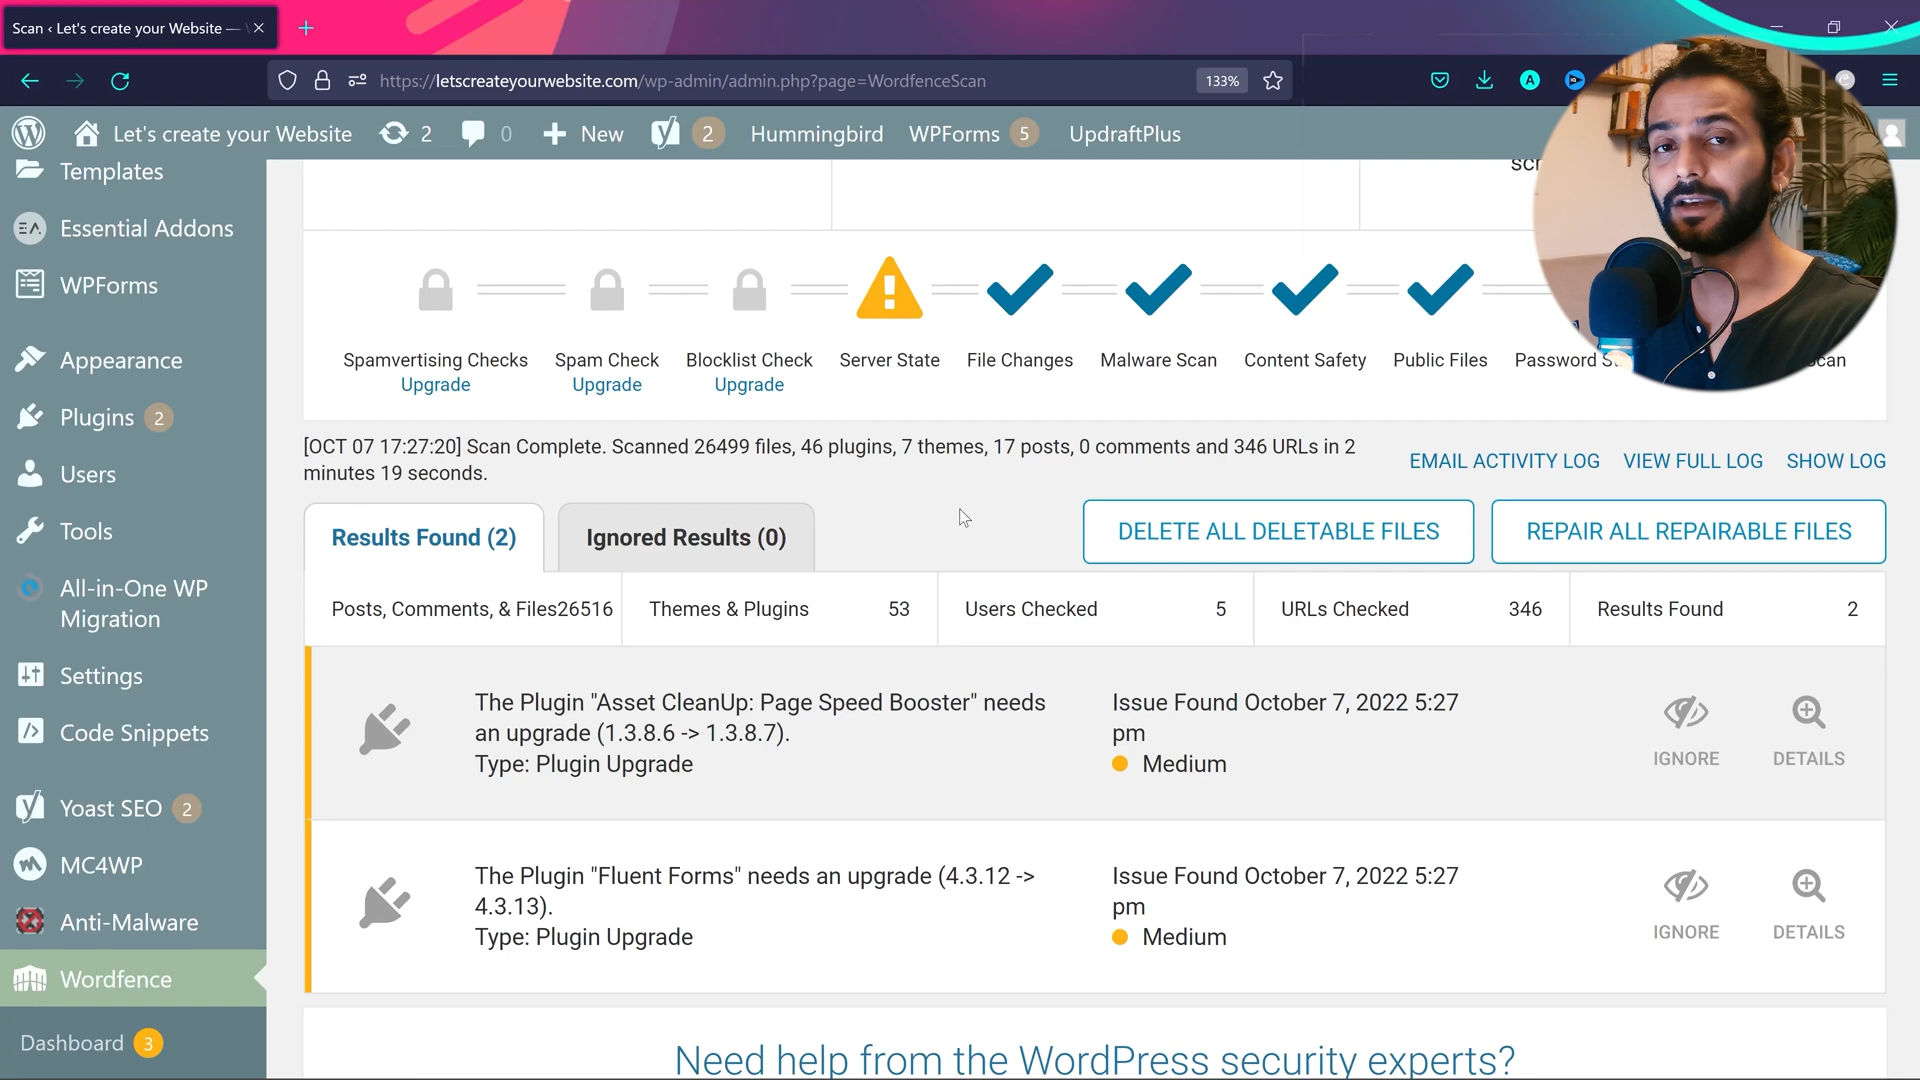 Scan ‹ Let's create your Website —
https://letscreateyourwebsite.com/wp-admin/admin.php?page=WordfenceScan
133%
Let's create your Website
2
0
New
2
Hummingbird
WPForms
5
UpdraftPlus
Templates
Essential Addons
WPForms
Appearance
Plugins 2
Users
Tools
All-in-One WP
Migration
Settings
Code Snippets
Yoast SEO 2
MC4WP
Anti-Malware
Wordfence
Dashboard 3
Spamvertising Checks
Upgrade
Spam Check
Upgrade
Blocklist Check
Upgrade
Server State
File Changes
Malware Scan
Content Safety
Public Files
Password
[OCT 07 17:27:20] Scan Complete. Scanned 26499 files, 46 plugins, 7 themes, 17 posts, 0 comments and 346 URLs in 2
minutes 19 seconds.
EMAIL ACTIVITY LOG
VIEW FULL LOG
SHOW LOG
Results Found (2)
Ignored Results (0)
DELETE ALL DELETABLE FILES
REPAIR ALL REPAIRABLE FILES
Posts, Comments, & Files26516
Themes & Plugins 53
Users Checked 5
URLs Checked 346
Results Found 2
The Plugin "Asset CleanUp: Page Speed Booster" needs
an upgrade (1.3.8.6 -> 1.3.8.7).
Type: Plugin Upgrade
Issue Found October 7, 2022 5:27
pm
Medium
IGNORE
DETAILS
The Plugin "Fluent Forms" needs an upgrade (4.3.12 ->
4.3.13).
Type: Plugin Upgrade
Issue Found October 7, 2022 5:27
pm
Medium
IGNORE
DETAILS
Need help from the WordPress security experts?